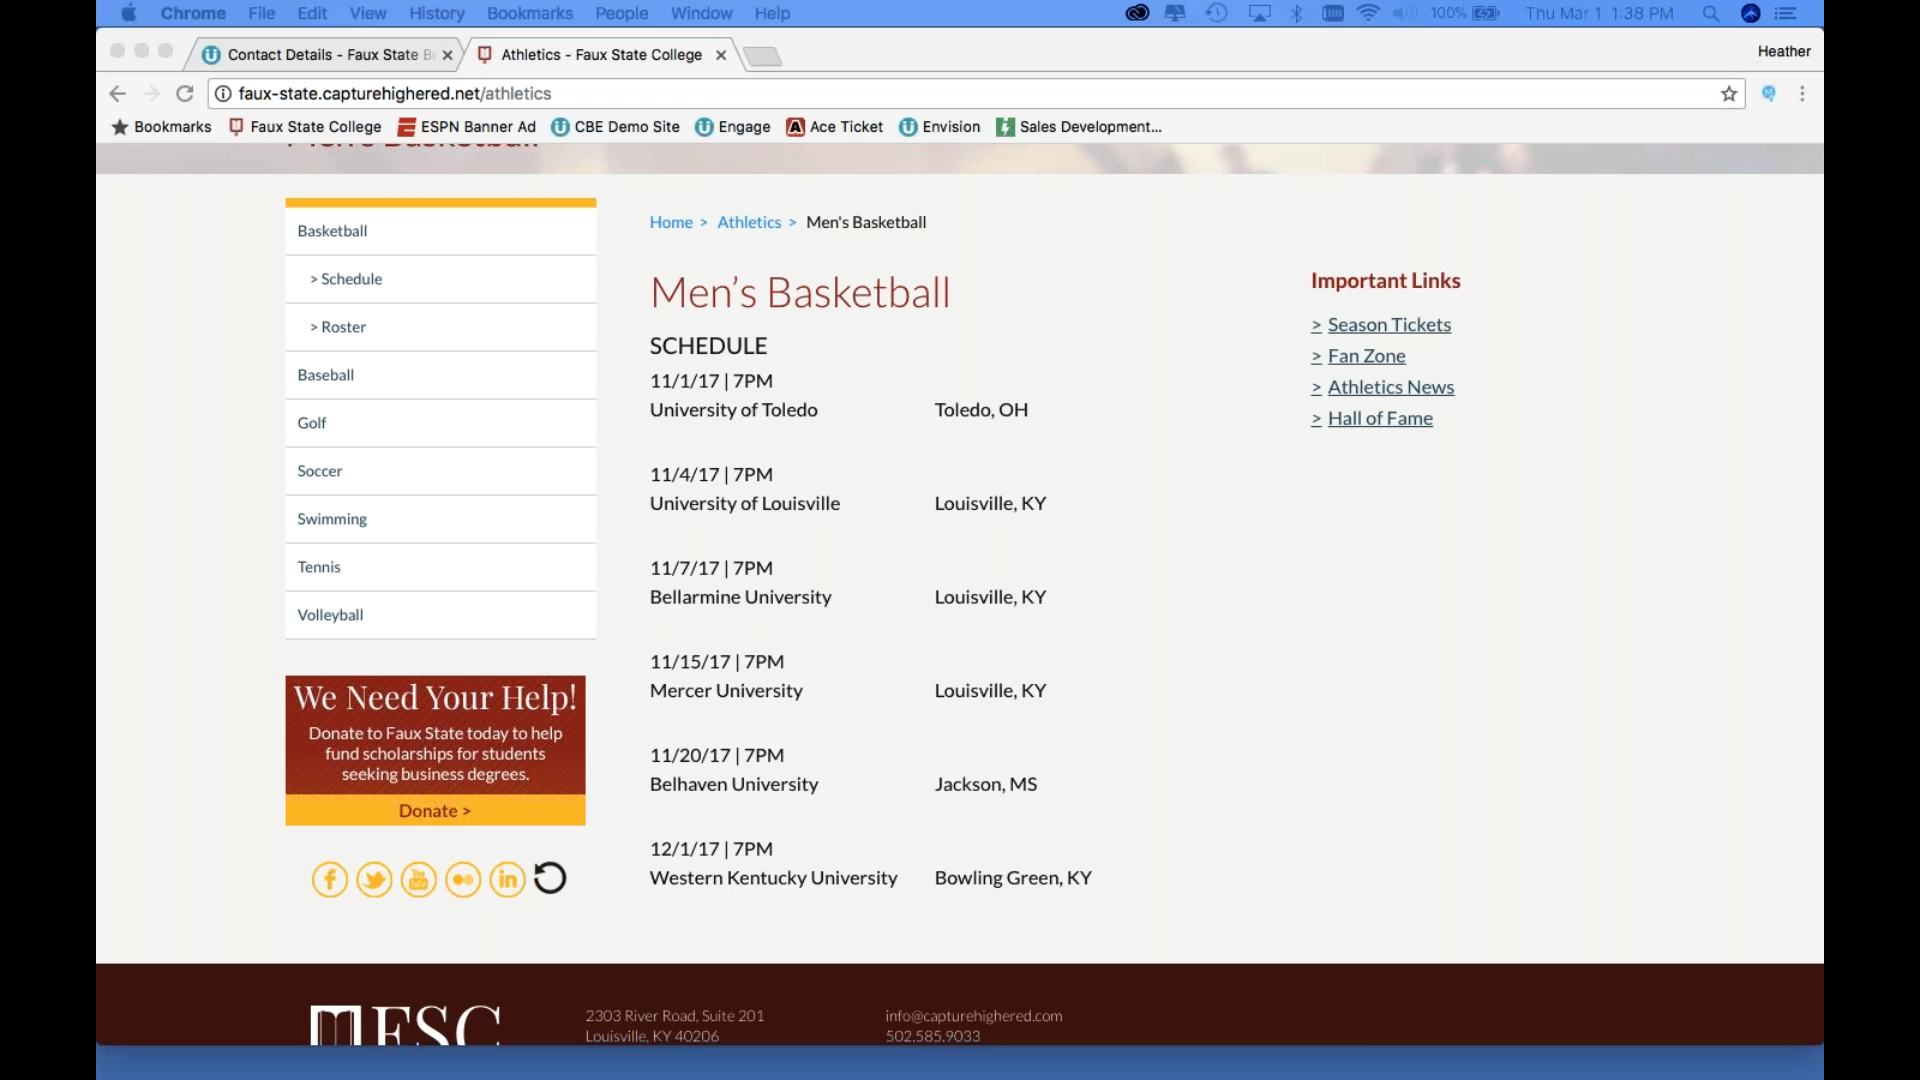 Chrome File Edit View History Bookmarks People Window Help 100% Thu Mar 1 1:38 PM
Contact Details - Faux State Athletics - Faux State College Heather
faux-state.capturehighered.net/athletics
Bookmarks Faux State College ESPN Banner Ad CBE Demo Site Engage Ace Ticket Envision Sales Development...
Men's Basketball
Basketball
> Schedule
> Roster
Baseball
Golf
Soccer
Swimming
Tennis
Volleyball
We Need Your Help!
Donate to Faux State today to help
fund scholarships for students
seeking business degrees.
Donate >
Home > Athletics > Men's Basketball
Men's Basketball
SCHEDULE
11/1/17 | 7PM
University of Toledo Toledo, OH
11/4/17 | 7PM
University of Louisville Louisville, KY
11/7/17 | 7PM
Bellarmine University Louisville, KY
11/15/17 | 7PM
Mercer University Louisville, KY
11/20/17 | 7PM
Belhaven University Jackson, MS
12/1/17 | 7PM
Western Kentucky University Bowling Green, KY
Important Links
> Season Tickets
> Fan Zone
> Athletics News
> Hall of Fame
FSC
2303 River Road, Suite 201
Louisville, KY 40206
info@capturehighered.com
502.585.9033